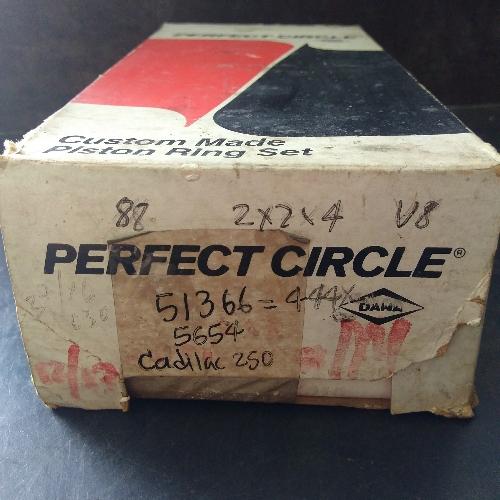 PERFECT CIRCLE
Custom Made
Piston Ring Set
88 2x2x4 V8
PERFECT CIRCLE®
51366 = 4-44X
DANA
5654
Cadilac 250